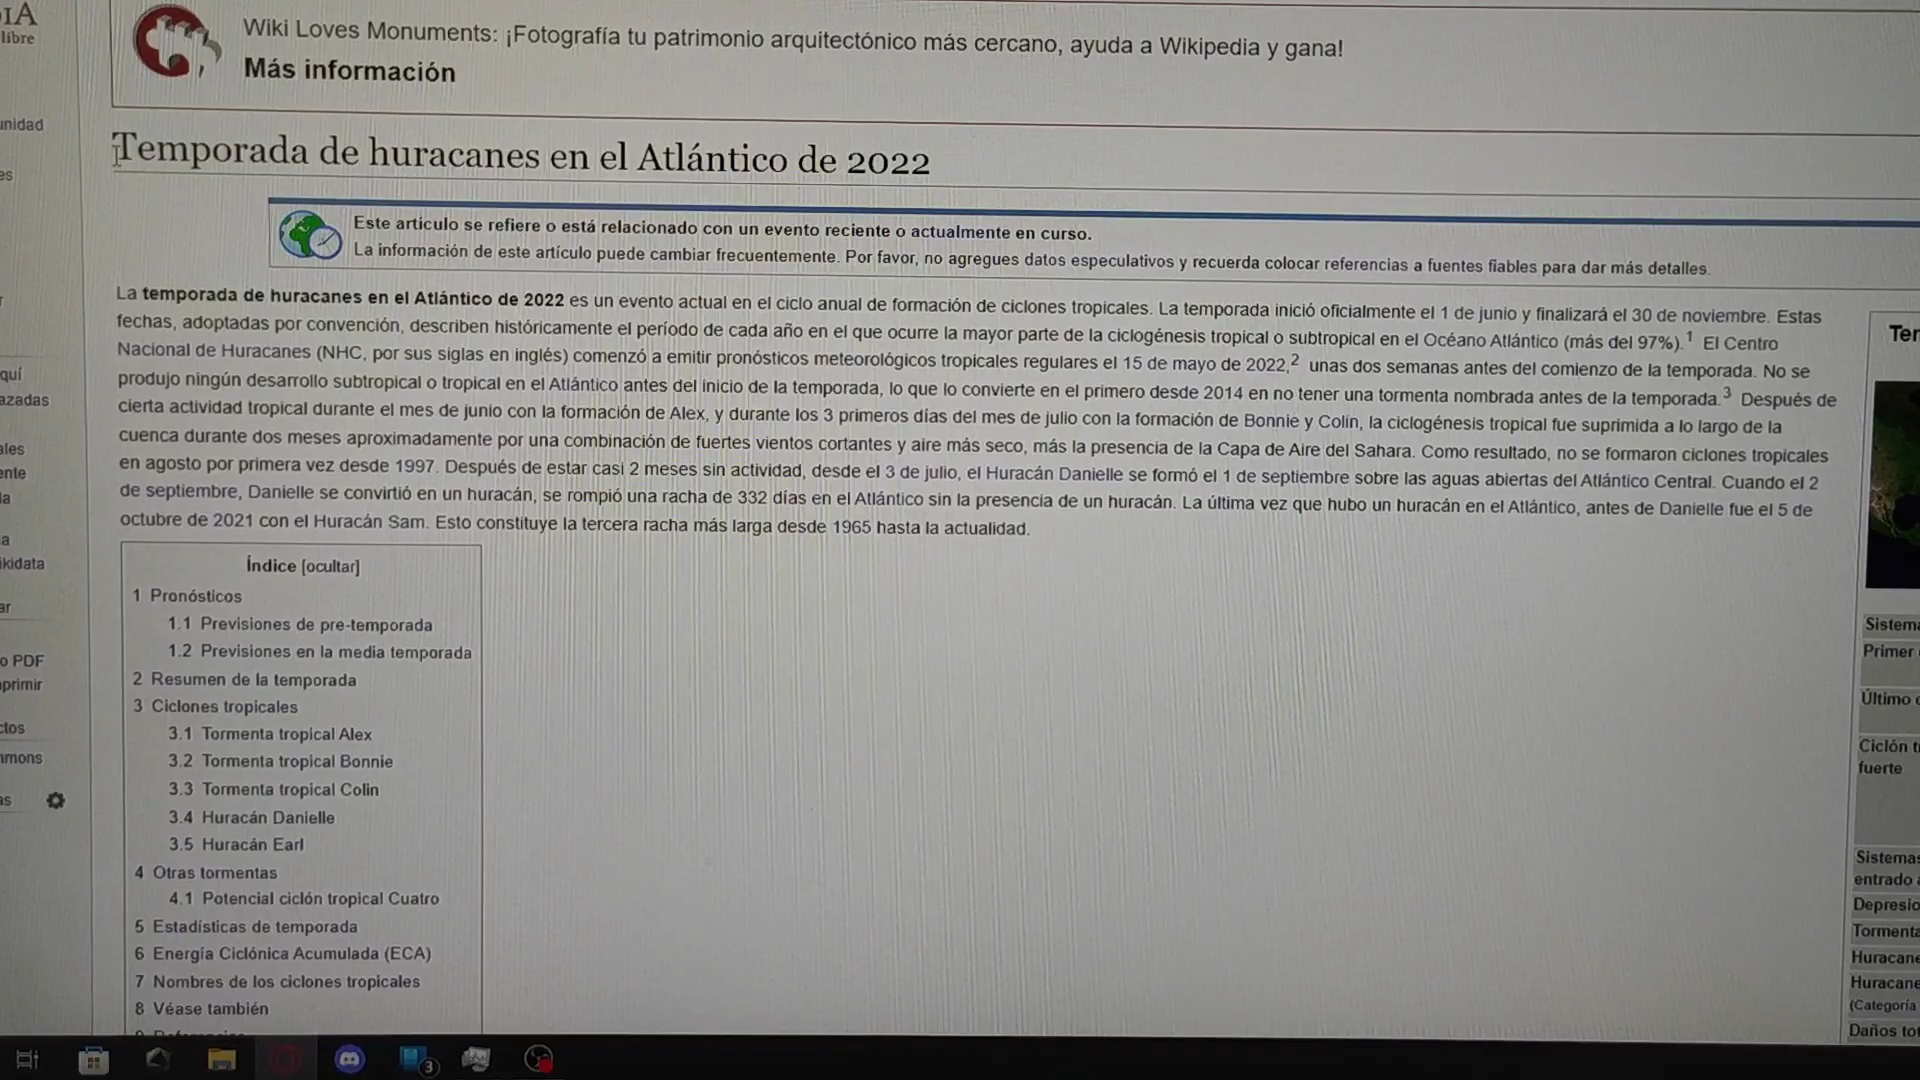 libre
Wiki Loves Monuments: ¡Fotografía tu patrimonio arquitectónico más cercano, ayuda a Wikipedia y gana!
Más información
Temporada de huracanes en el Atlántico de 2022
Este artículo se refiere o está relacionado con un evento reciente o actualmente en curso.
La información de este artículo puede cambiar frecuentemente. Por favor, no agregues datos especulativos y recuerda colocar referencias a fuentes fiables para dar más detalles.
La temporada de huracanes en el Atlántico de 2022 es un evento actual en el ciclo anual de formación de ciclones tropicales. La temporada inició oficialmente el 1 de junio y finalizará el 30 de noviembre. Estas
fechas, adoptadas por convención, describen históricamente el período de cada año en el que ocurre la mayor parte de la ciclogénesis tropical o subtropical en el Océano Atlántico (más del 97%).1 El Centro
Nacional de Huracanes (NHC, por sus siglas en inglés) comenzó a emitir pronósticos meteorológicos tropicales regulares el 15 de mayo de 2022,2 unas dos semanas antes del comienzo de la temporada. No se
produjo ningún desarrollo subtropical o tropical en el Atlántico antes del inicio de la temporada, lo que lo convierte en el primero desde 2014 en no tener una tormenta nombrada antes de la temporada.3 Después de
cierta actividad tropical durante el mes de junio con la formación de Alex, y durante los 3 primeros días del mes de julio con la formación de Bonnie y Colin, la ciclogénesis tropical fue suprimida a lo largo de la
cuenca durante dos meses aproximadamente por una combinación de fuertes vientos cortantes y aire más seco, más la presencia de la Capa de Aire del Sahara. Como resultado, no se formaron ciclones tropicales
en agosto por primera vez desde 1997. Después de estar casi 2 meses sin actividad, desde el 3 de julio, el Huracán Danielle se formó el 1 de septiembre sobre las aguas abiertas del Atlántico Central. Cuando el 2
de septiembre, Danielle se convirtió en un huracán, se rompió una racha de 332 días en el Atlántico sin la presencia de un huracán. La última vez que hubo un huracán en el Atlántico, antes de Danielle fue el 5 de
octubre de 2021 con el Huracán Sam. Esto constituye la tercera racha más larga desde 1965 hasta la actualidad.
Índice [ocultar]
1 Pronósticos
1.1 Previsiones de pre-temporada
1.2 Previsiones en la media temporada
2 Resumen de la temporada
3 Ciclones tropicales
3.1 Tormenta tropical Alex
3.2 Tormenta tropical Bonnie
3.3 Tormenta tropical Colin
3.4 Huracán Danielle
3.5 Huracán Earl
4 Otras tormentas
4.1 Potencial ciclón tropical Cuatro
5 Estadísticas de temporada
6 Energía Ciclónica Acumulada (ECA)
7 Nombres de los ciclones tropicales
8 Véase también
o PDF
Primer
Último
Ciclón
fuerte
entrado
3